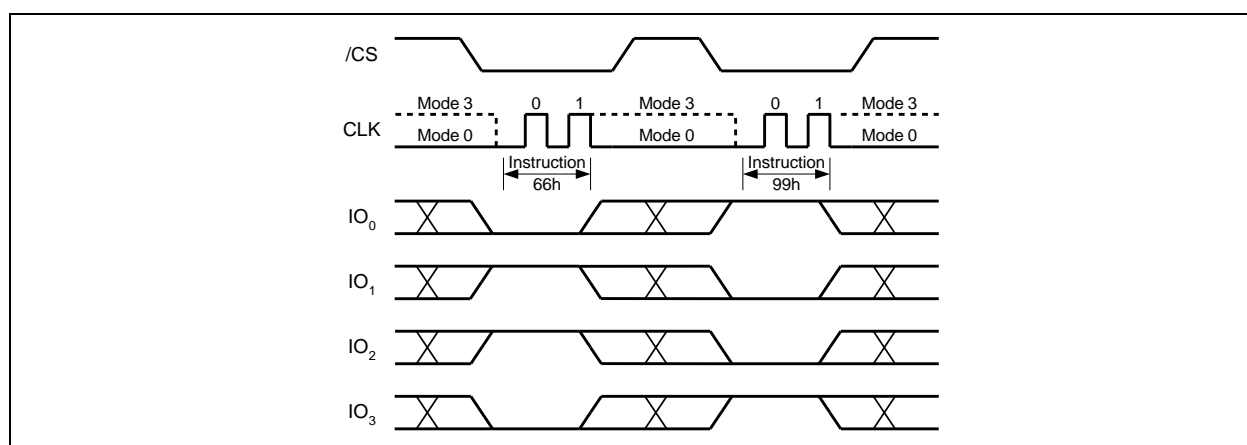 /CS
Mode 3 0 1 Mode 3 0 1 Mode 3
CLK
Mode 0 Mode 0 Mode 0
Instruction Instruction
66h 99h
IO0
IO1
IO2
IO3